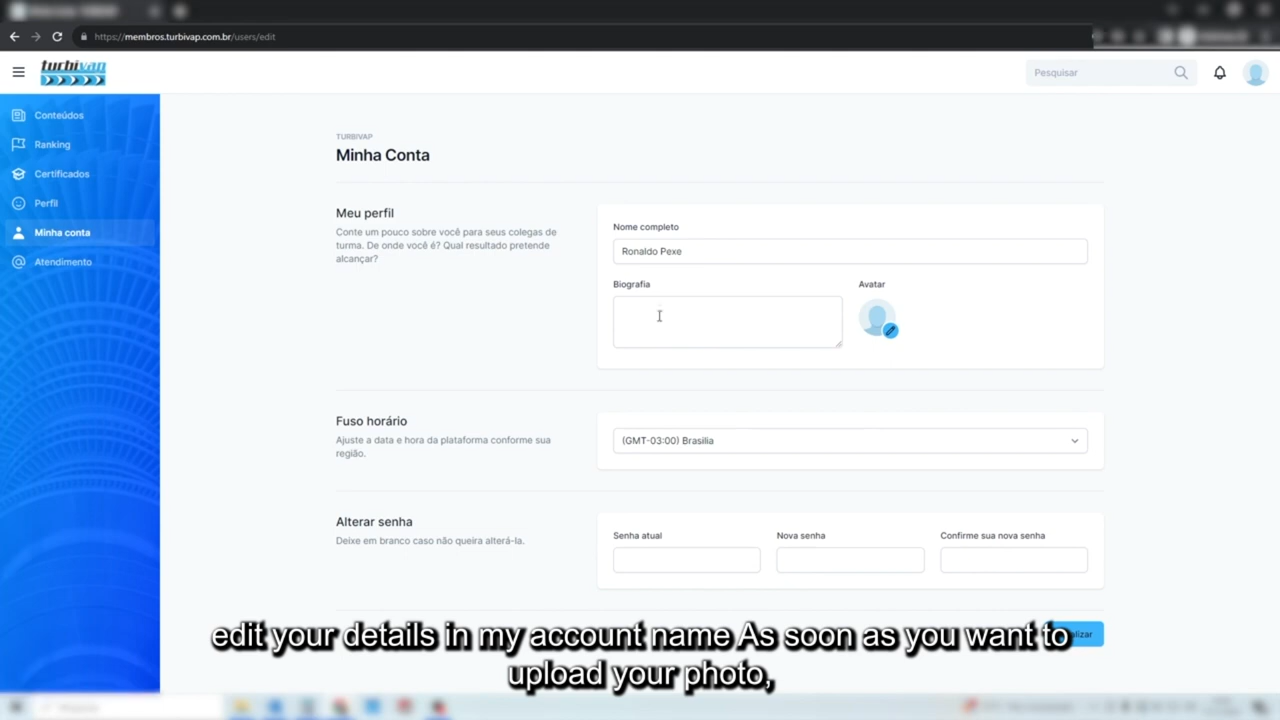 https://membros.turbivap.com.br/users/edit
turbivap
Pesquisar
Conteúdos
Ranking
Certificados
Perfil
Minha conta
Atendimento
TURBIVAP
Minha Conta
Meu perfil
Conte um pouco sobre você para seus colegas de
turma. De onde você é? Qual resultado pretende
alcançar?
Nome completo
Ronaldo Pexe
Biografia
Avatar
Fuso horário
Ajuste a data e hora da plataforma conforme sua
região.
(GMT-03:00) Brasilia
Alterar senha
Deixe em branco caso não queira alterá-la.
Senha atual
Nova senha
Confirme sua nova senha
edit your details in my account name As soon as you want to
upload your photo,